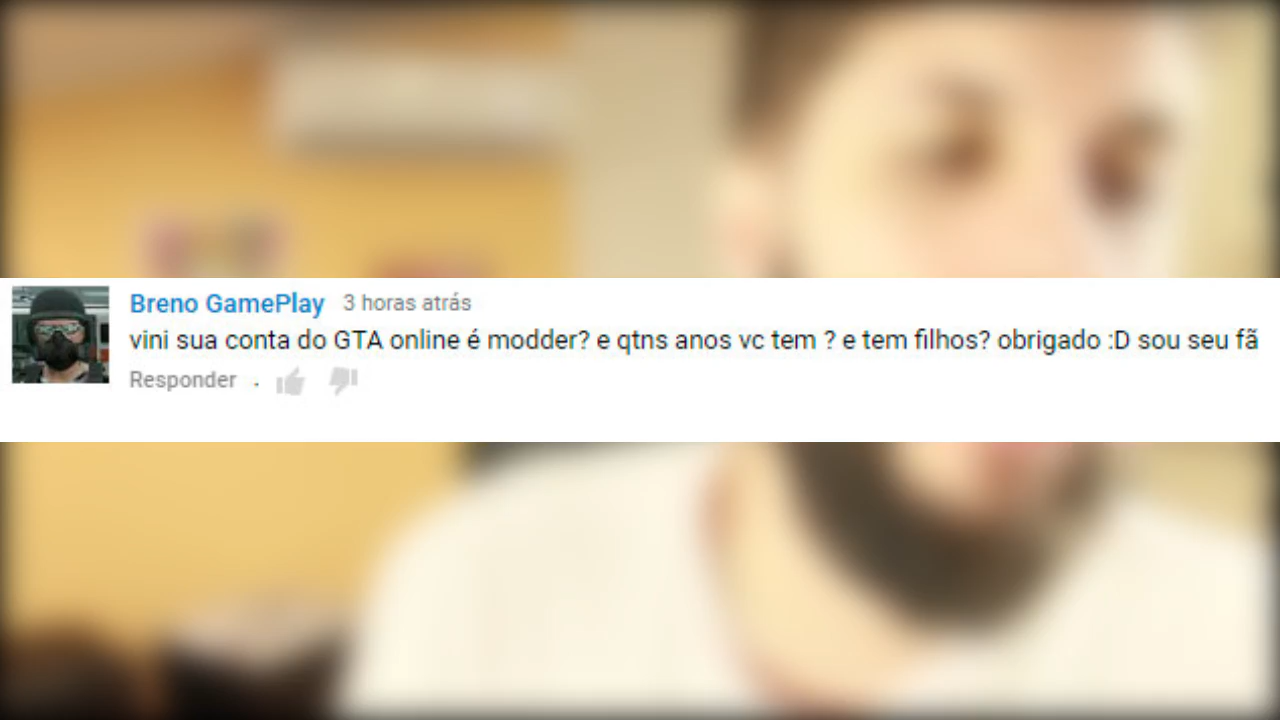 Breno GamePlay 3 horas atrás
vini sua conta do GTA online é modder? e qtns anos vc tem ? e tem filhos? obrigado :D sou seu fã
Responder